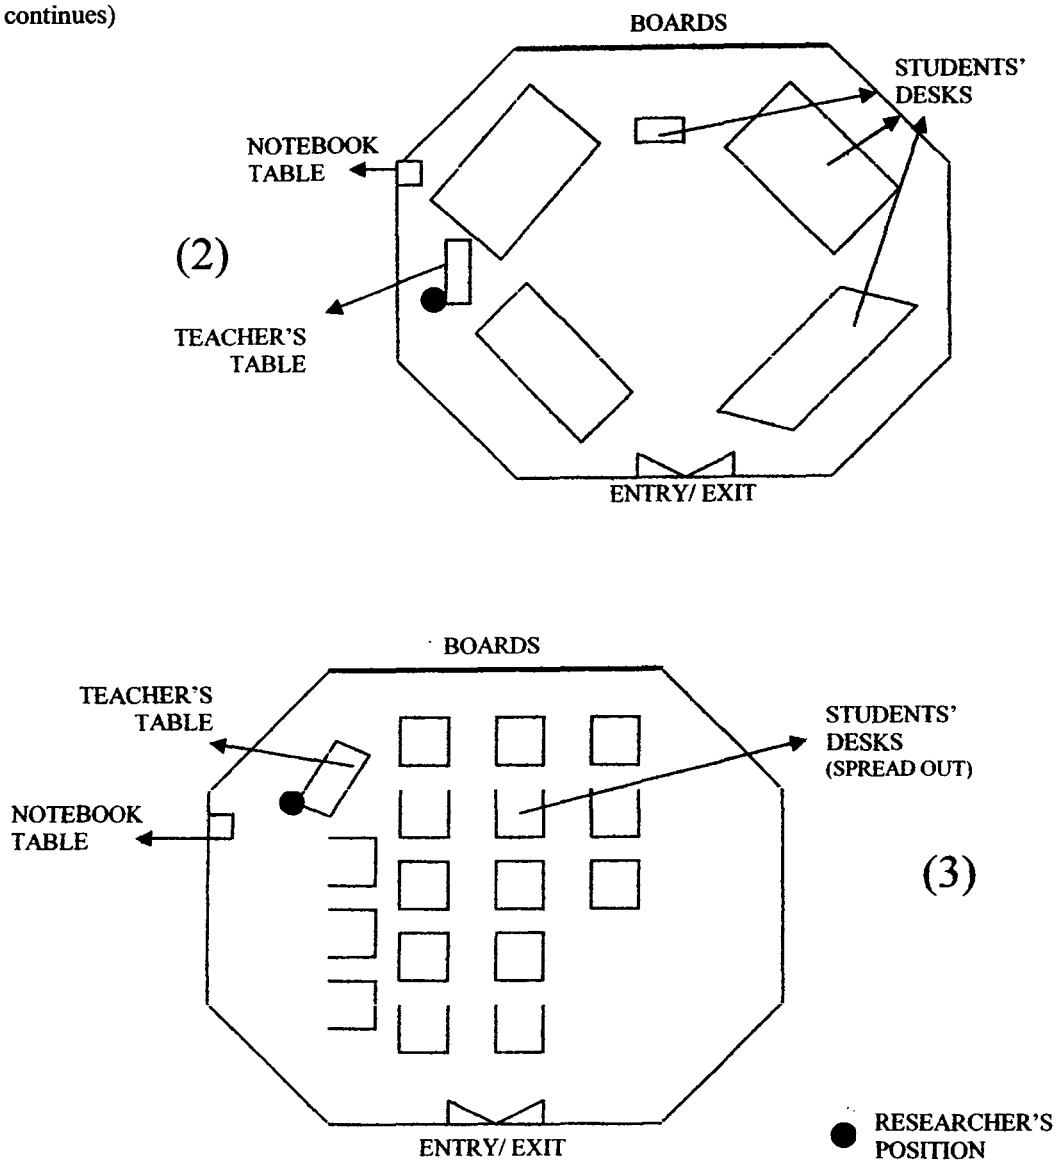 continues)
BOARDS
STUDENTS'
DESKS
NOTEBOOK
TABLE
(2)
TEACHER'S
TABLE
ENTRY/ EXIT
BOARDS
TEACHER'S
TABLE
STUDENTS'
DESKS
(SPREAD OUT)
NOTEBOOK
TABLE
(3)
ENTRY/ EXIT
RESEARCHER'S
POSITION